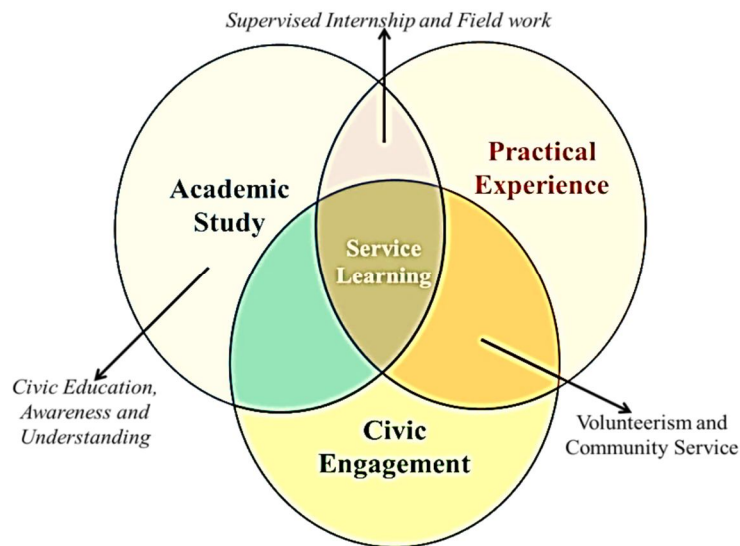 Supervised Internship and Field work
Academic
Study
Practical
Experience
Service
Learning
Civic Education,
Awareness and
Understanding
Civic
Engagement
Volunteerism and
Community Service